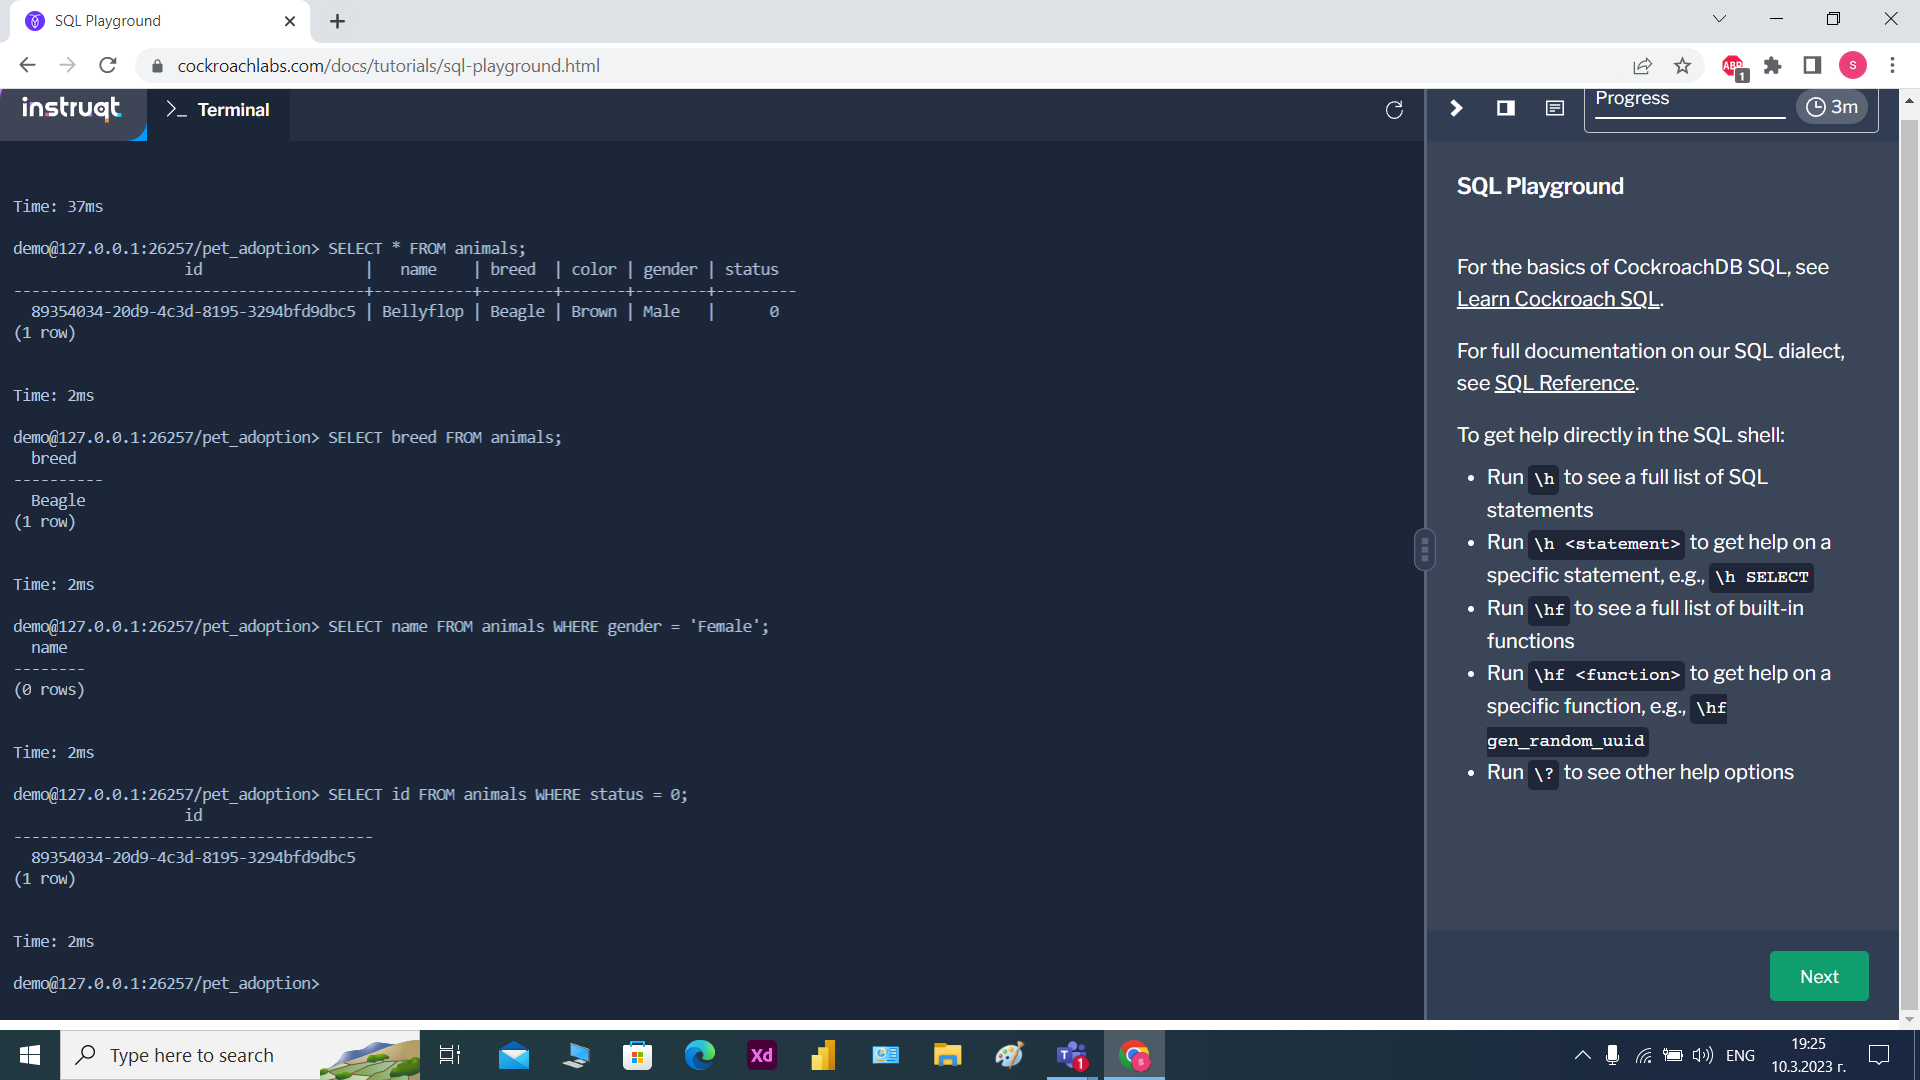 SQL Playground
cockroachlabs.com/docs/tutorials/sql-playground.html
ABP
1
S
instruqt
>_ Terminal
Progress
3m
Time: 37ms
demo@127.0.0.1:26257/pet_adoption> SELECT * FROM animals;
id | name | breed | color | gender | status
---------------------------------------+-----------+--------+-------+--------+---------
89354034-20d9-4c3d-8195-3294bfd9dbc5 | Bellyflop | Beagle | Brown | Male | 0
(1 row)
Time: 2ms
demo@127.0.0.1:26257/pet_adoption> SELECT breed FROM animals;
breed
----------
Beagle
(1 row)
Time: 2ms
demo@127.0.0.1:26257/pet_adoption> SELECT name FROM animals WHERE gender = 'Female';
name
--------
(0 rows)
Time: 2ms
demo@127.0.0.1:26257/pet_adoption> SELECT id FROM animals WHERE status = 0;
id
----------------------------------------
89354034-20d9-4c3d-8195-3294bfd9dbc5
(1 row)
Time: 2ms
demo@127.0.0.1:26257/pet_adoption>
SQL Playground
For the basics of CockroachDB SQL, see
Learn Cockroach SQL.
For full documentation on our SQL dialect,
see SQL Reference.
To get help directly in the SQL shell:
• Run \h to see a full list of SQL
statements
• Run \h <statement> to get help on a
specific statement, e.g., \h SELECT
• Run \hf to see a full list of built-in
functions
• Run \hf <function> to get help on a
specific function, e.g., \hf
gen_random_uuid
• Run \? to see other help options
Next
Type here to search
Xd
T
1
S
ENG
19:25
10.3.2023 г.